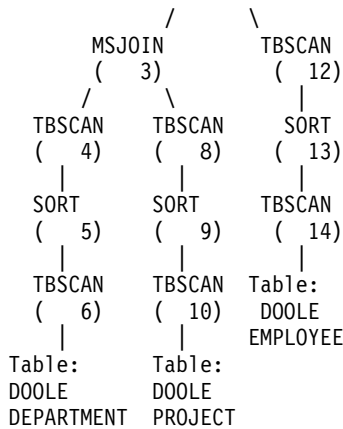 / \
MSJOIN TBSCAN
( 3) ( 12)
/ \ |
TBSCAN TBSCAN SORT
( 4) ( 8) ( 13)
| | |
SORT SORT TBSCAN
( 5) ( 9) ( 14)
| | |
TBSCAN TBSCAN Table:
( 6) ( 10) DOOLE
| | EMPLOYEE
Table: Table:
DOOLE DOOLE
DEPARTMENT PROJECT